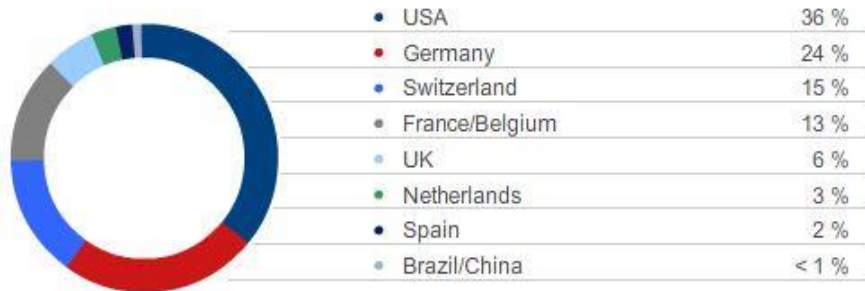 USA 36 %
Germany 24 %
Switzerland 15 %
France/Belgium 13 %
UK 6 %
Netherlands 3 %
Spain 2 %
Brazil/China < 1 %